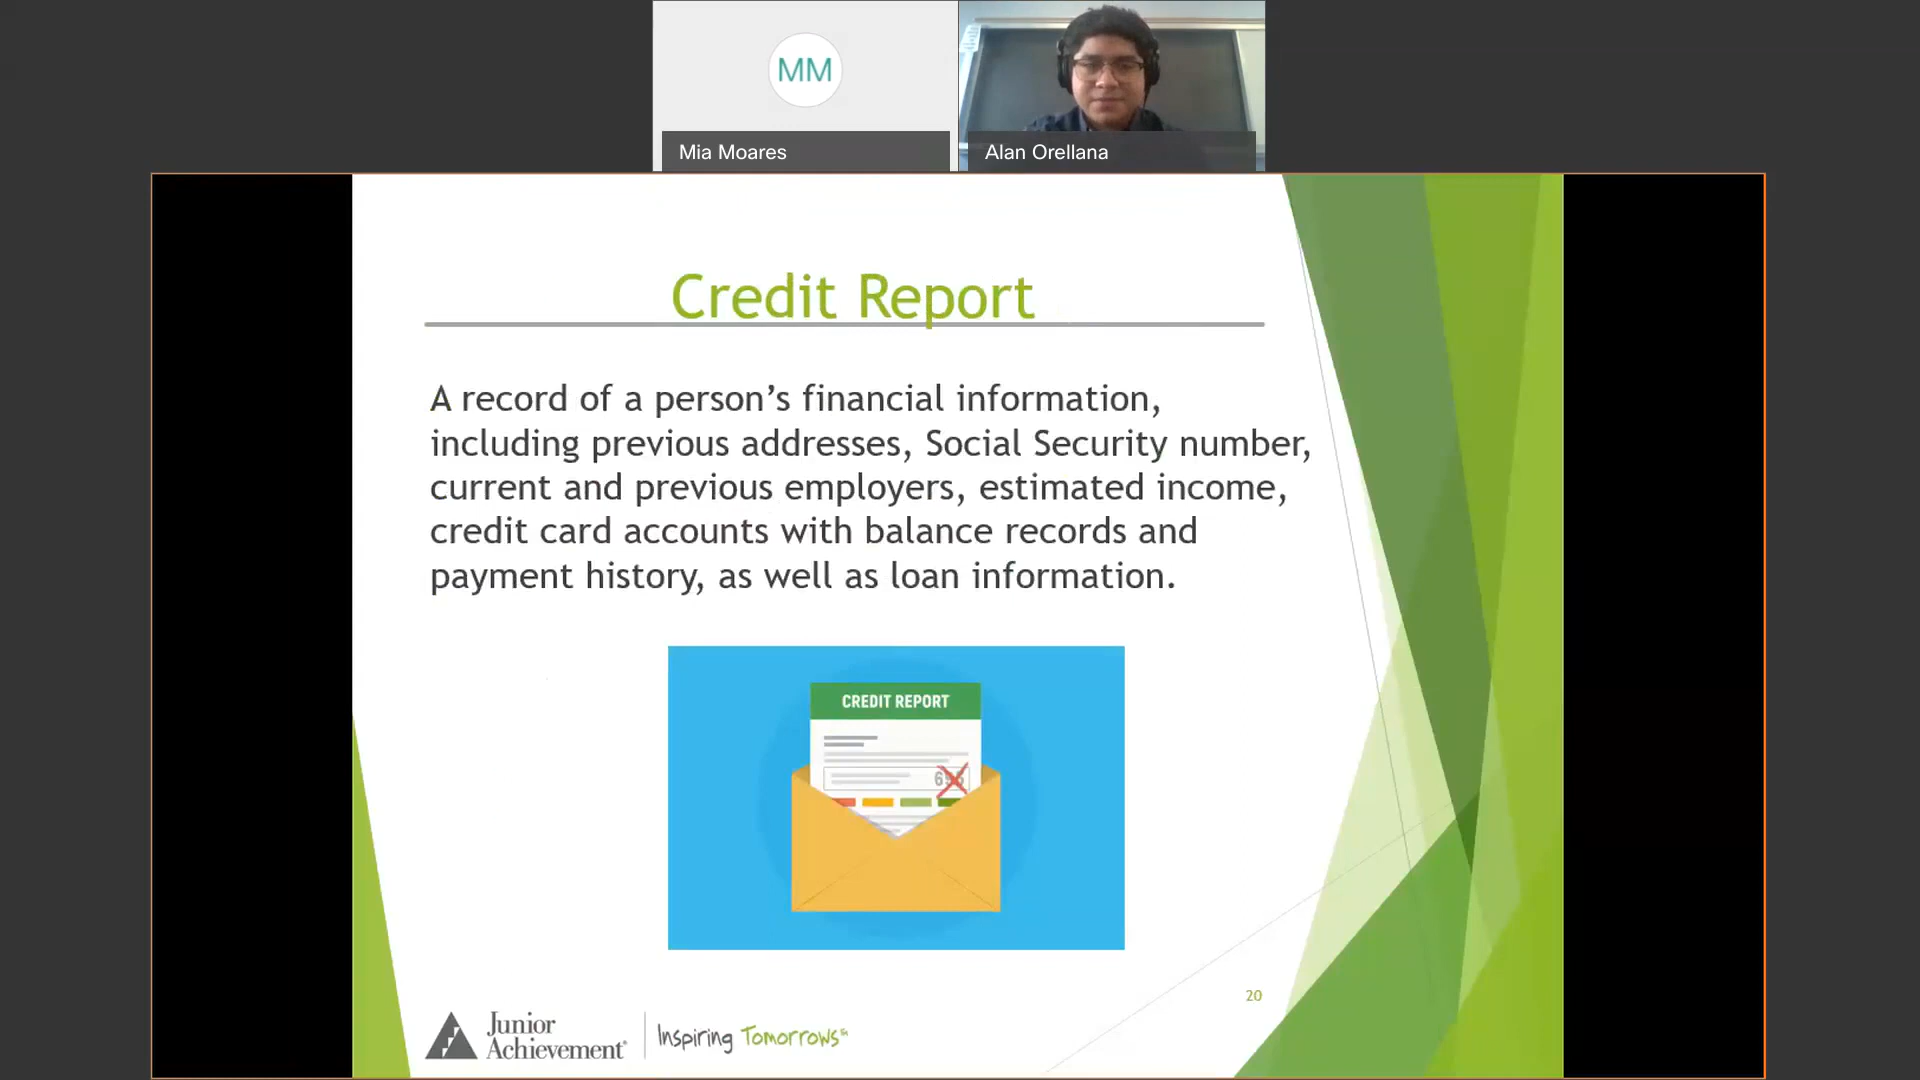 MM
Mia Moares
Alan Orellana
Credit Report
A record of a person’s financial information,
including previous addresses, Social Security number,
current and previous employers, estimated income,
credit card accounts with balance records and
payment history, as well as loan information.
CREDIT REPORT
20
Junior
Achievement®
Inspiring Tomorrows